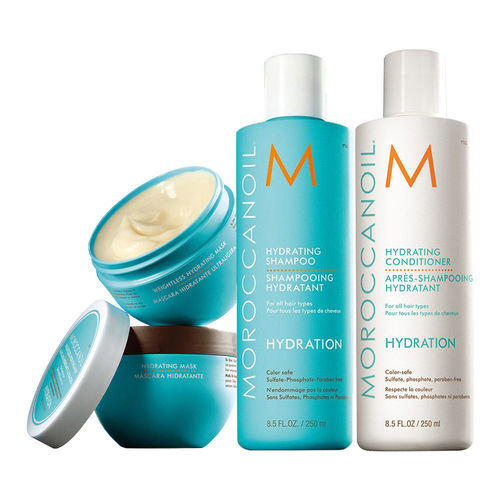 WEIGHTLESS HYDRATING MASK
MÁSCARA HIDRATANTE ULTRALIGERA
HYDRATING MASK
MÁSCARA HIDRATANTE
MOROCCANOIL
M
HYDRATING
SHAMPOO
SHAMPOOING
HYDRATANT
For all hair types
Pour tous les types de cheveux
HYDRATION
Color safe
Sulfate-Phosphate-Paraben-free
N'endommage pas la couleur
Sans Sulfates, Phosphates ni Parabens
8.5 FL.OZ. / 250 ml
MOROCCANOIL
M
HYDRATING
CONDITIONER
APRÈS-SHAMPOOING
HYDRATANT
For all hair types
Pour tous les types de cheveux
HYDRATION
Color-safe
Sulfate, phosphate, paraben-free
Respecte la couleur
Sans sulfates, phosphates ni parabens
8.5 FL.OZ. / 250 ml